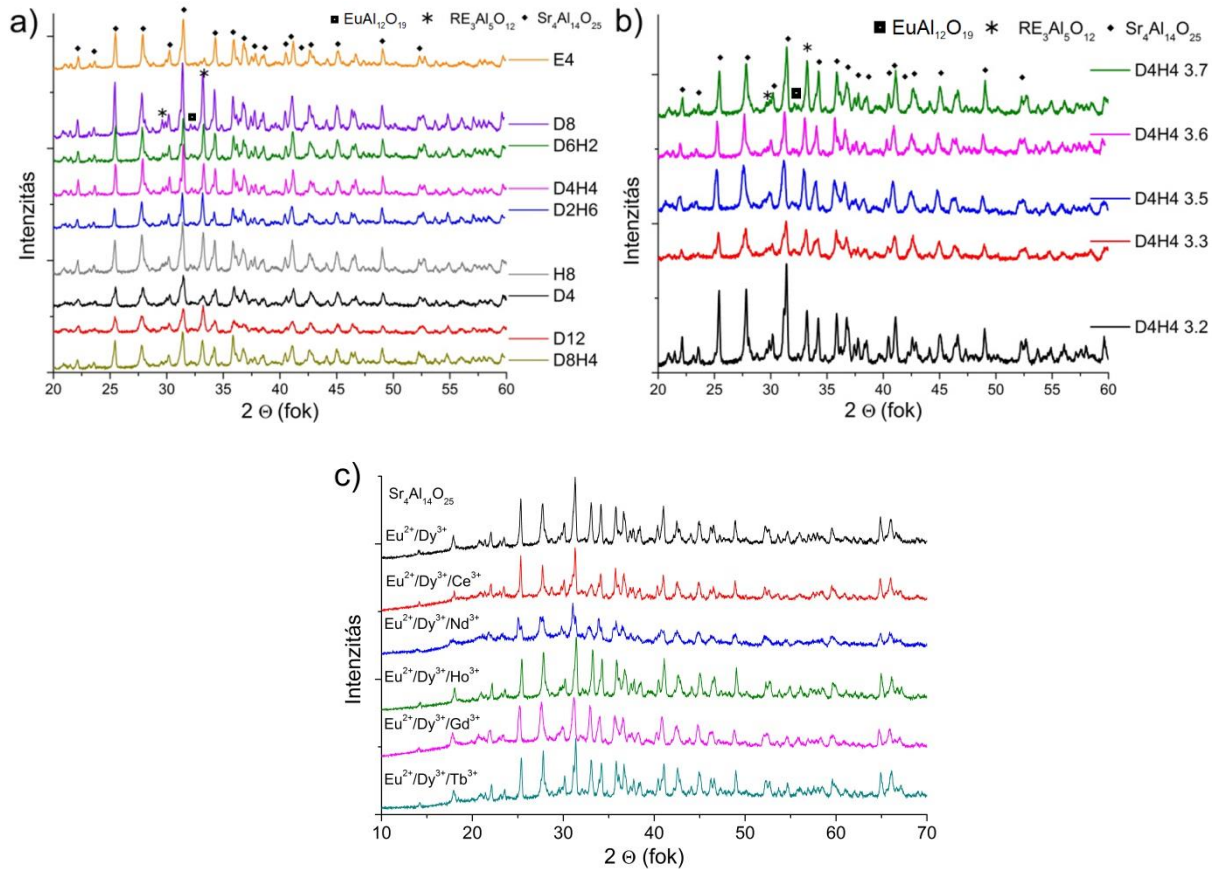 a)
EuAl₁₂O₁₉ RE₃Al₅O₁₂ Sr₄Al₁₄O₂₅
E4
D8
D6H2
D4H4
D2H6
H8
D4
D12
D8H4
Intenzitás
20 25 30 35 40 45 50 55 60
2 Θ (fok)
b)
EuAl₁₂O₁₉ RE₃Al₅O₁₂ Sr₄Al₁₄O₂₅
D4H4 3.7
D4H4 3.6
D4H4 3.5
D4H4 3.3
D4H4 3.2
Intenzitás
20 25 30 35 40 45 50 55 60
2 Θ (fok)
c)
Sr₄Al₁₄O₂₅
Eu²⁺/Dy³⁺
Eu²⁺/Dy³⁺/Ce³⁺
Eu²⁺/Dy³⁺/Nd³⁺
Eu²⁺/Dy³⁺/Ho³⁺
Eu²⁺/Dy³⁺/Gd³⁺
Eu²⁺/Dy³⁺/Tb³⁺
Intenzitás
10 20 30 40 50 60 70
2 Θ (fok)